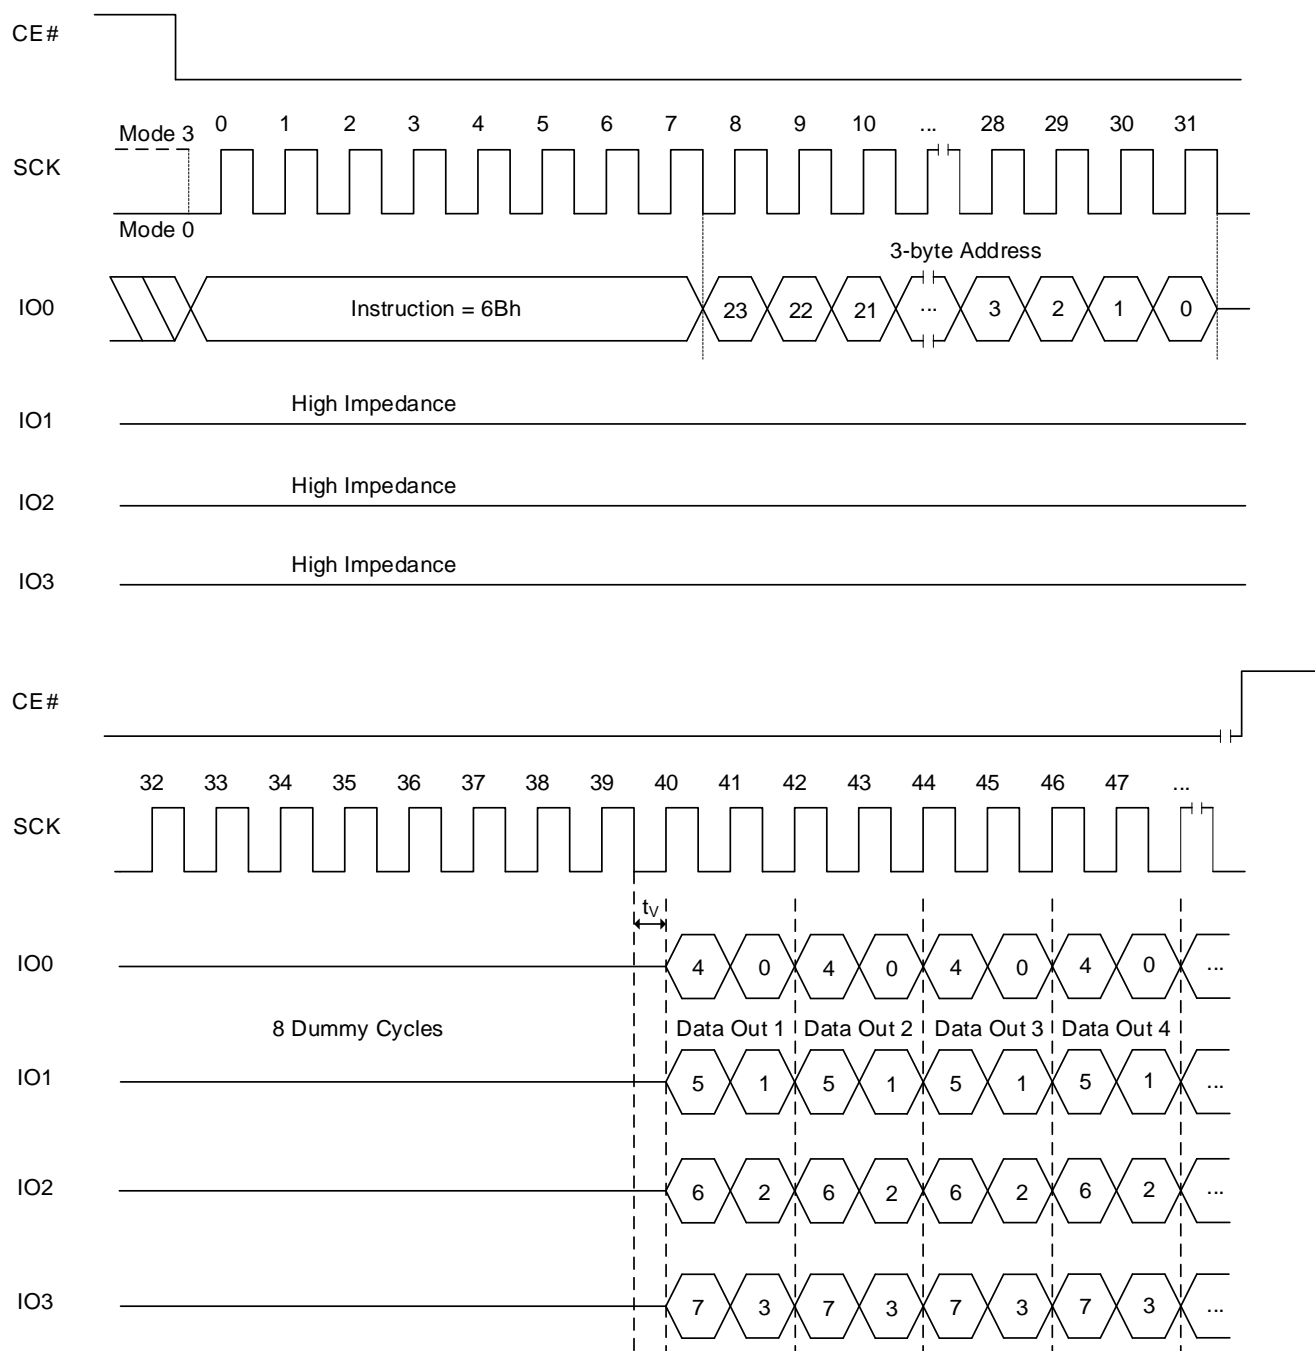 CE#
Mode 3 0 1 2 3 4 5 6 7 8 9 10 ... 28 29 30 31
SCK
Mode 0
3-byte Address
IO0 Instruction = 6Bh 23 22 21 ... 3 2 1 0
High Impedance
IO1
High Impedance
IO2
High Impedance
IO3
CE#
32 33 34 35 36 37 38 39 40 41 42 43 44 45 46 47 ...
SCK
tV
IO0 4 0 4 0 4 0 4 0 ...
8 Dummy Cycles Data Out 1 Data Out 2 Data Out 3 Data Out 4
IO1 5 1 5 1 5 1 5 1 ...
IO2 6 2 6 2 6 2 6 2 ...
IO3 7 3 7 3 7 3 7 3 ...